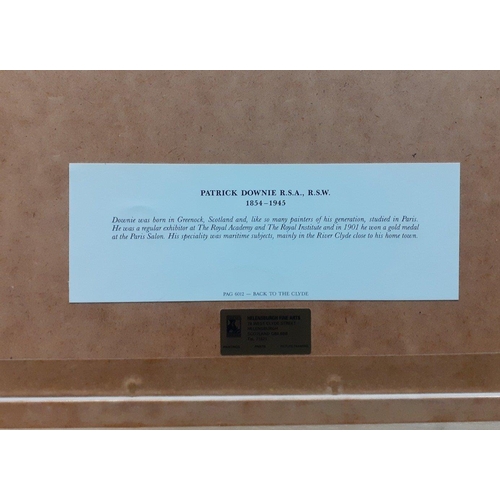 PATRICK DOWNIE R.S.A., R.S.W.
1854–1945
Downie was born in Greenock, Scotland and, like so many painters of his generation, studied in Paris.
He was a regular exhibitor at The Royal Academy and The Royal Institute and in 1901 he won a gold medal
at the Paris Salon. His speciality was maritime subjects, mainly in the River Clyde close to his home town.
— BACK TO THE CLYDE